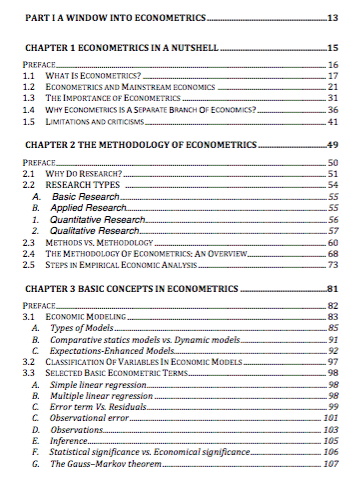 PART I A WINDOW INTO ECONOMETRICS 13
CHAPTER 1 ECONOMETRICS IN A NUTSHELL 15
PREFACE 16
1.1 WHAT IS ECONOMETRICS? 17
1.2 ECONOMETRICS AND MAINSTREAM ECONOMICS 21
1.3 THE IMPORTANCE OF ECONOMETRICS 31
1.4 WHY ECONOMETRICS IS A SEPARATE BRANCH OF ECONOMICS? 36
1.5 LIMITATIONS AND CRITICISMS 41
CHAPTER 2 THE METHODOLOGY OF ECONOMETRICS 49
PREFACE 50
2.1 WHY DO RESEARCH? 51
2.2 RESEARCH TYPES 54
A. Basic Research 55
B. Applied Research 55
1. Quantitative Research 56
2. Qualitative Research 57
2.3 METHODS VS. METHODOLOGY 60
2.4 THE METHODOLOGY OF ECONOMETRICS: AN OVERVIEW 68
2.5 STEPS IN EMPIRICAL ECONOMIC ANALYSIS 73
CHAPTER 3 BASIC CONCEPTS IN ECONOMETRICS 81
PREFACE 82
3.1 ECONOMIC MODELING 83
A. Types of Models 85
B. Comparative statics models vs. Dynamic models 91
C. Expectations-Enhanced Models 92
3.2 CLASSIFICATION OF VARIABLES IN ECONOMIC MODELS 97
3.3 SELECTED BASIC ECONOMETRIC TERMS 98
A. Simple linear regression 98
B. Multiple linear regression 98
C. Error term Vs. Residuals 99
C. Observational error 101
D. Observations 103
E. Inference 105
F. Statistical significance vs. Economical significance 106
G. The Gauss–Markov theorem 107